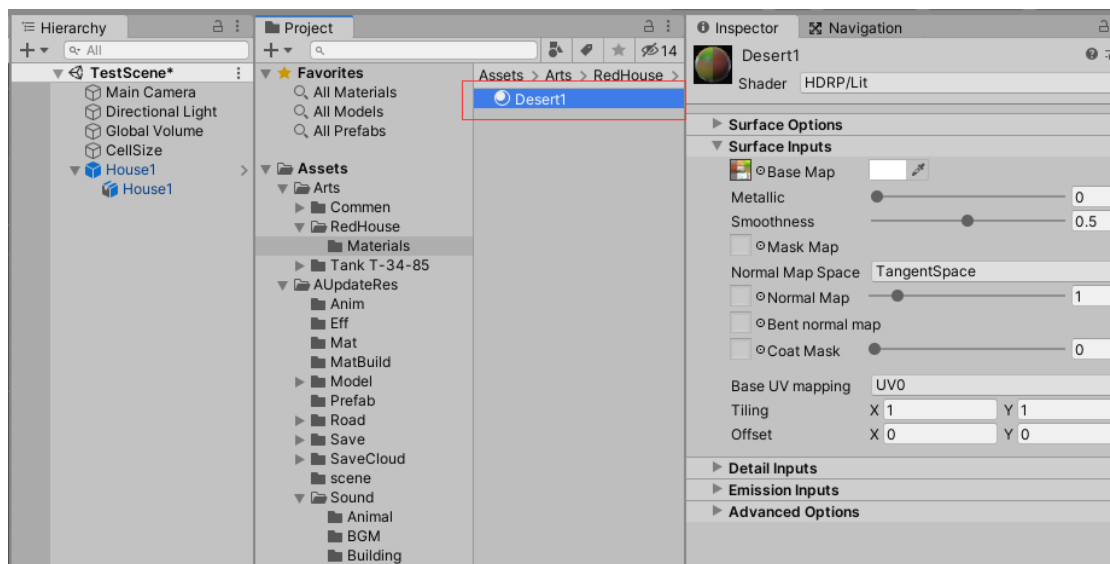 Hierarchy
All
TestScene*
Main Camera
Directional Light
Global Volume
CellSize
House1
House1
Project
14
Favorites
All Materials
All Models
All Prefabs
Assets
Arts
Commen
RedHouse
Materials
Tank T-34-85
AUpdateRes
Anim
Eff
Mat
MatBuild
Model
Prefab
Road
Save
SaveCloud
scene
Sound
Animal
BGM
Building
Assets > Arts > RedHouse >
Desert1
Inspector Navigation
Desert1
Shader HDRP/Lit
Surface Options
Surface Inputs
Base Map
Metallic 0
Smoothness 0.5
Mask Map
Normal Map Space TangentSpace
Normal Map 1
Bent normal map
Coat Mask 0
Base UV mapping UV0
Tiling X 1 Y 1
Offset X 0 Y 0
Detail Inputs
Emission Inputs
Advanced Options